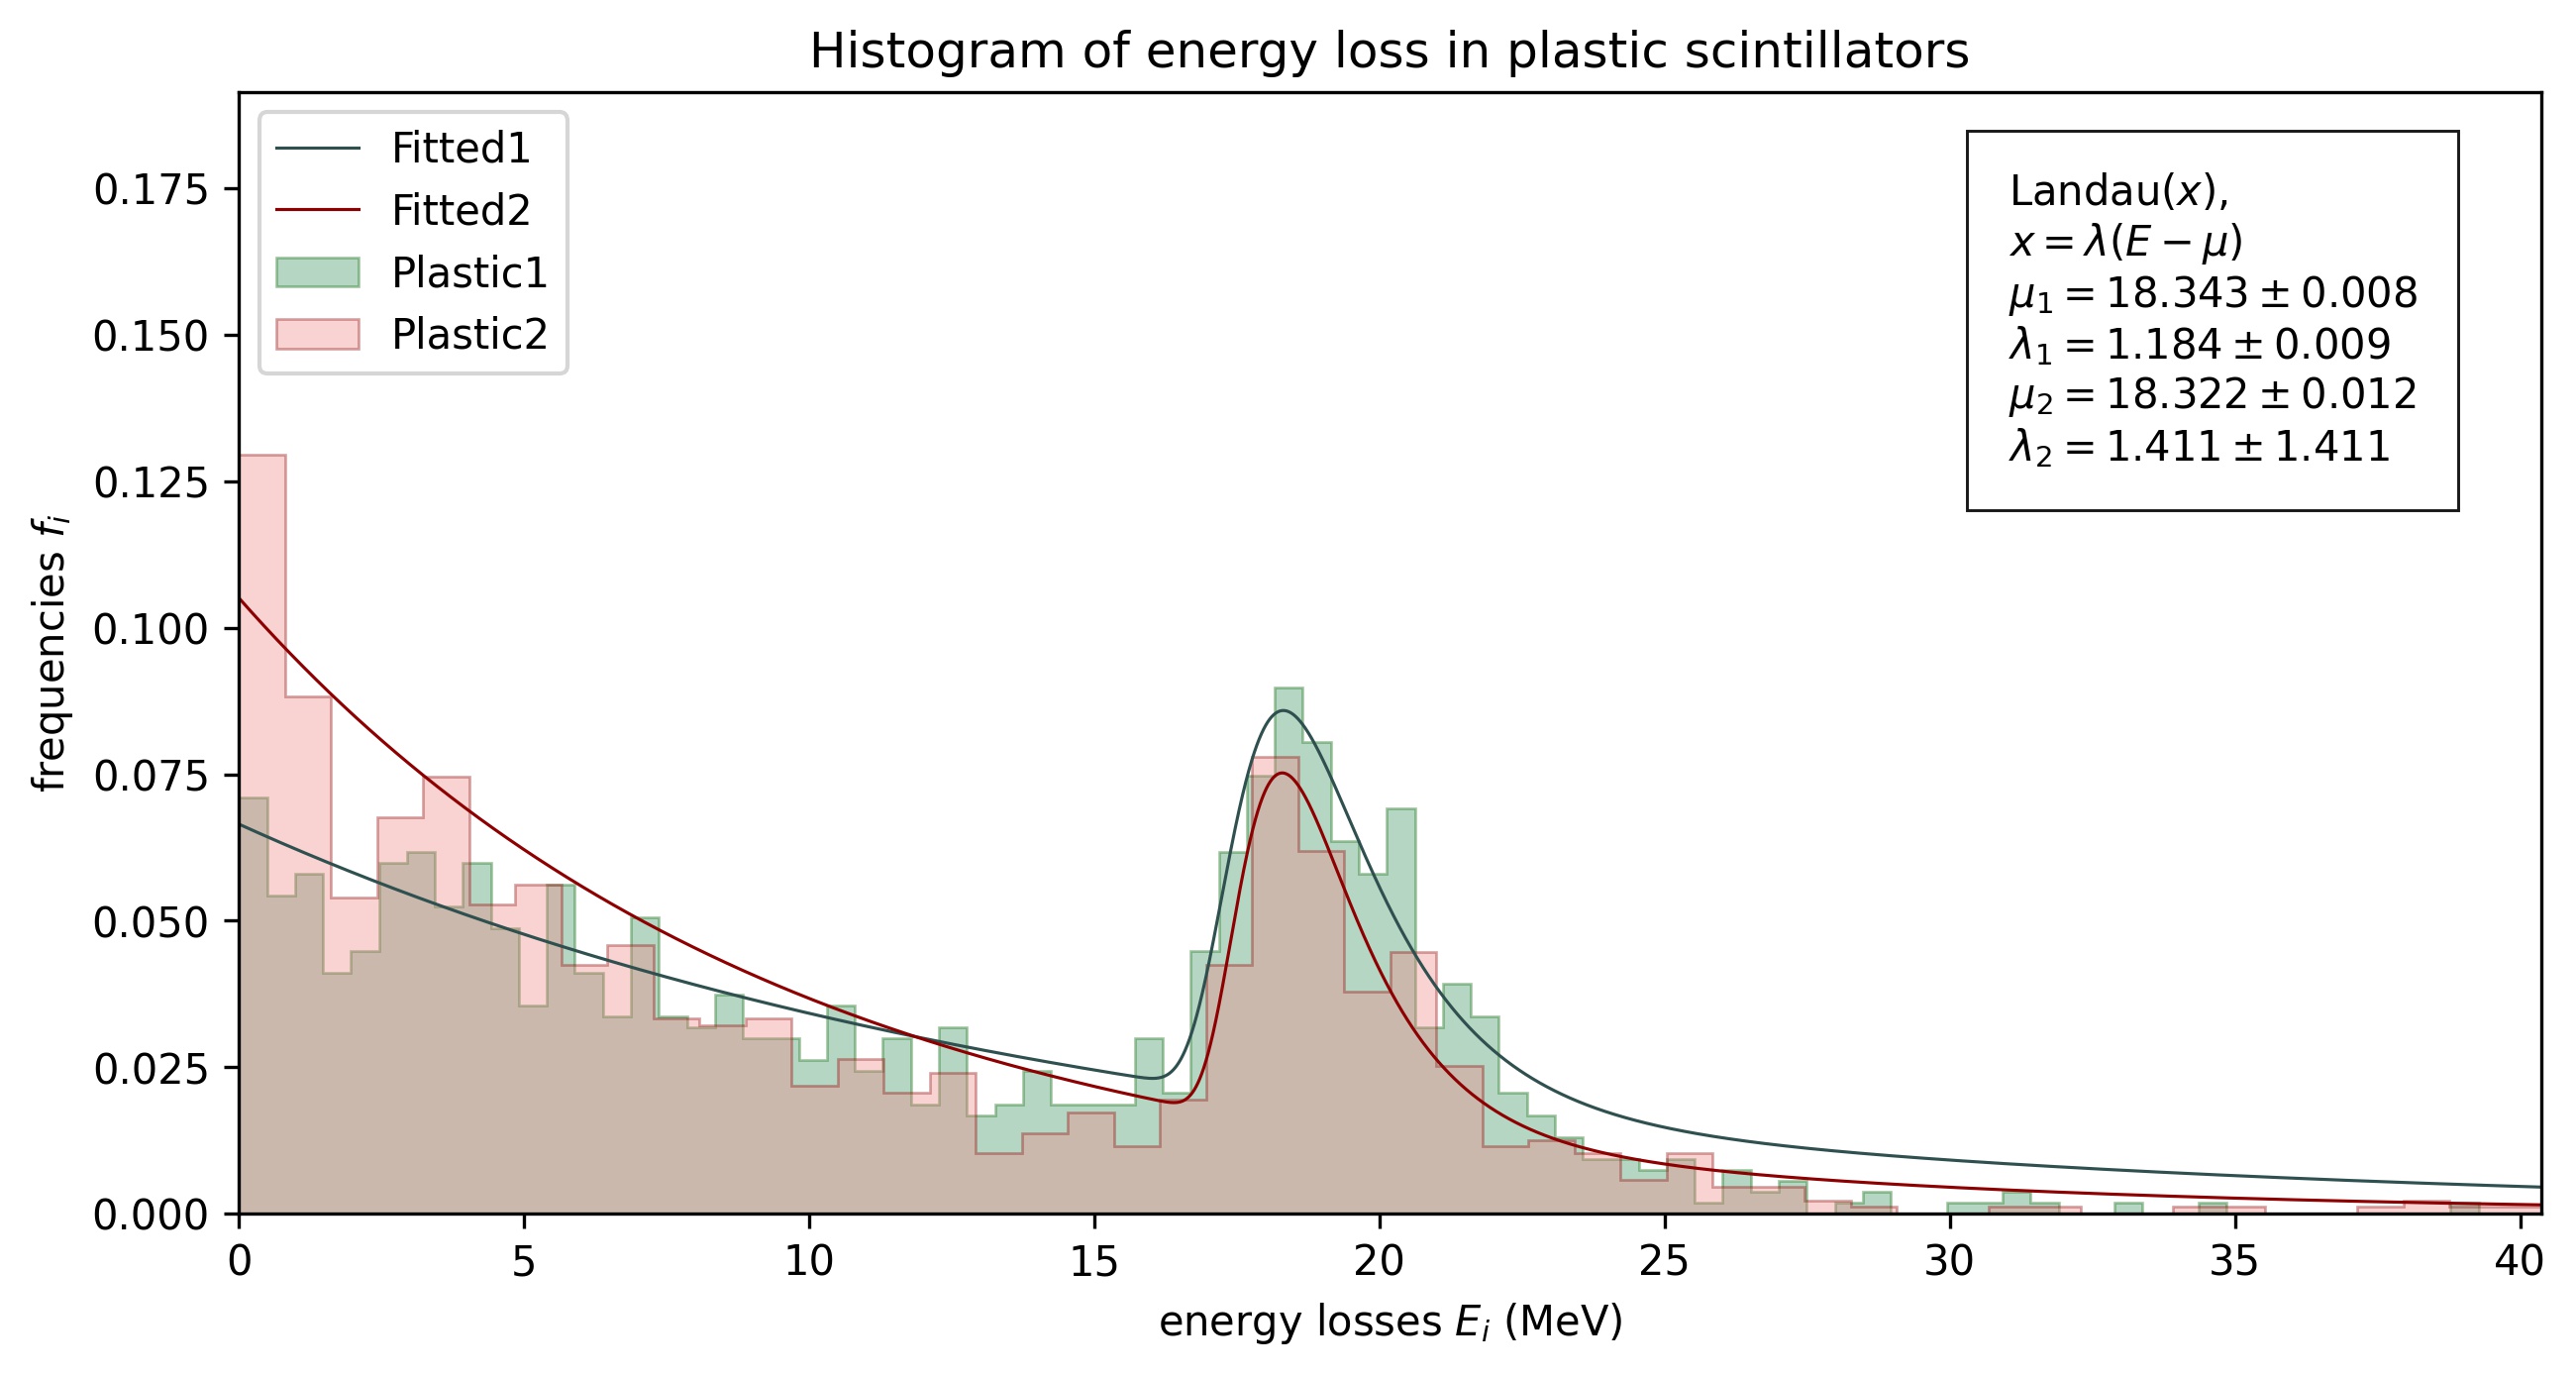 Histogram of energy loss in plastic scintillators
Fitted1
Fitted2
Plastic1
Plastic2
Landau(x),
x = λ(E − μ)
μ₁ = 18.343 ± 0.008
λ₁ = 1.184 ± 0.009
μ₂ = 18.322 ± 0.012
λ₂ = 1.411 ± 1.411
frequencies fᵢ
0.175
0.150
0.125
0.100
0.075
0.050
0.025
0.000
0 5 10 15 20 25 30 35 40
energy losses Eᵢ (MeV)